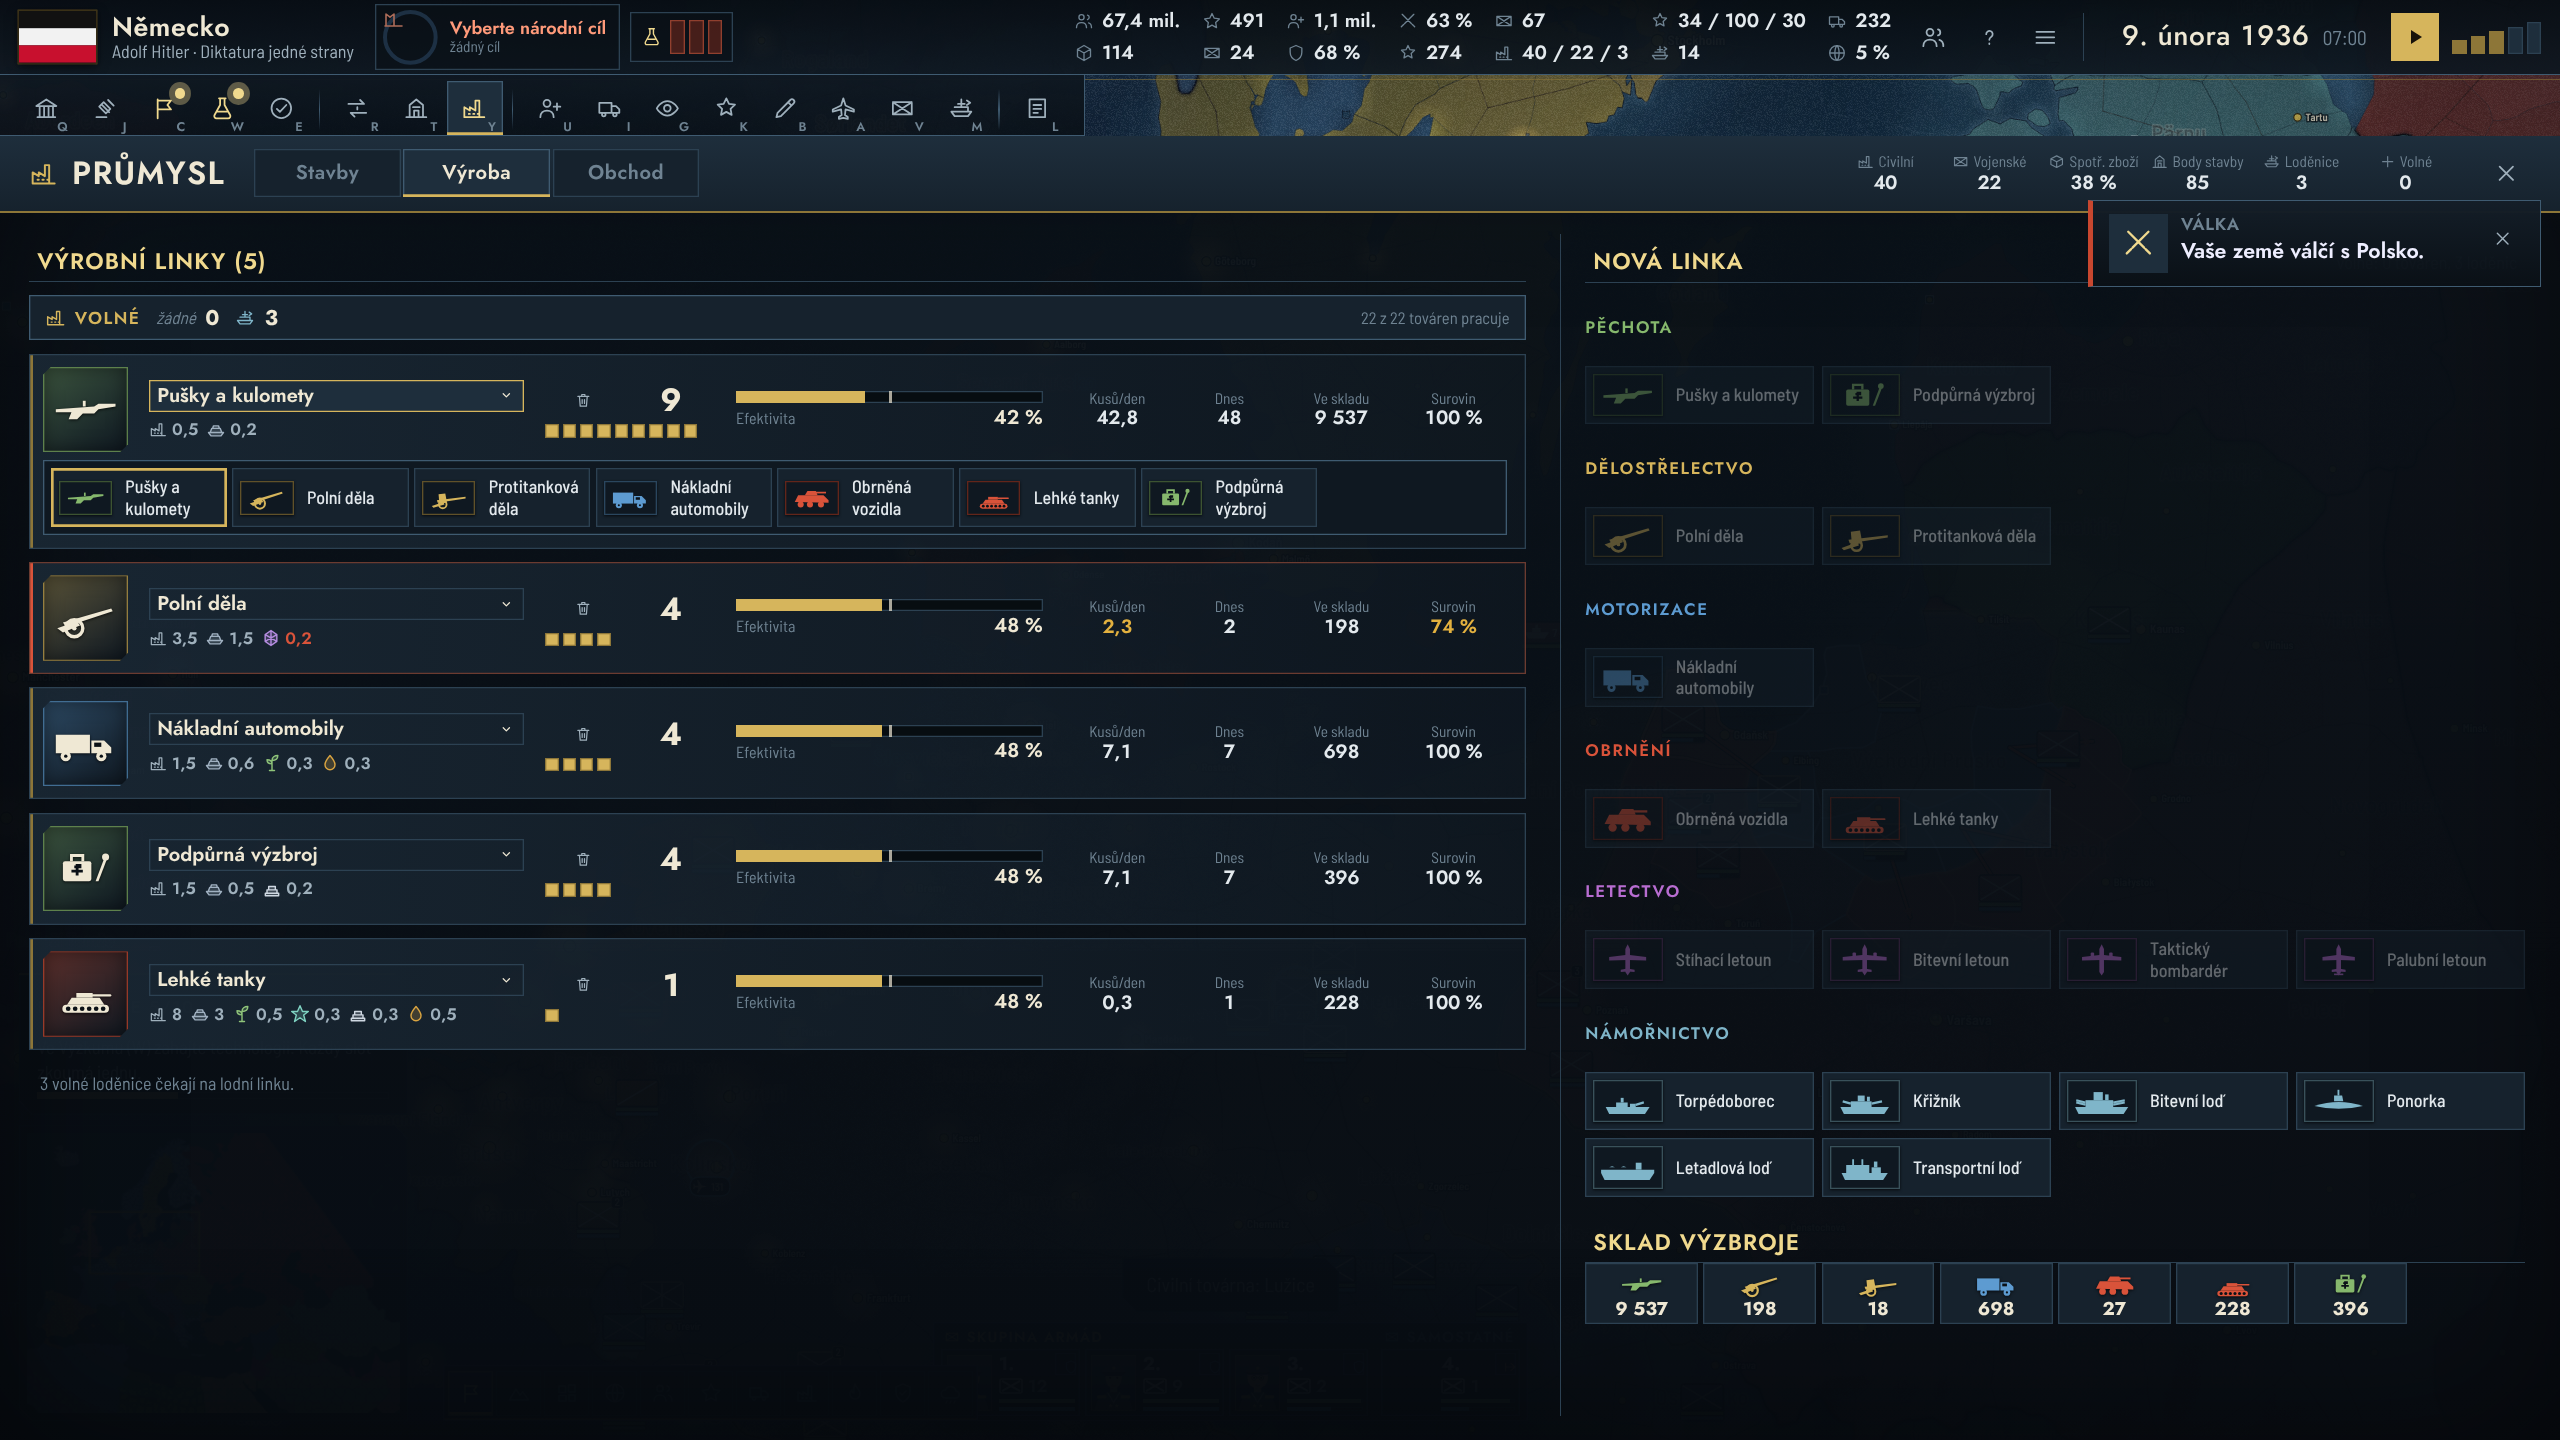 Německo
Adolf Hitler · Diktatura jedné strany
Vyberte národní cíl
žádný cíl
67,4 mil. 491 1,1 mil. 63 % 67 34 / 100 / 30 232
114 24 68 % 274 40 / 22 / 3 14 5 %
?
9. února 1936 07:00
Q J C W E R T Y U I G K B A V M L
Tartu
Pärnu
PRŮMYSL
Stavby Výroba Obchod
Civilní Vojenské Spotř. zboží Body stavby Loděnice Volné
40 22 38 % 85 3 0
VÁLKA
Vaše země válčí s Polsko.
VÝROBNÍ LINKY (5)
VOLNÉ žádné 0 3 22 z 22 továren pracuje
Pušky a kulomety
0,5 0,2
9
Efektivita 42 %
Kusů/den Dnes Ve skladu Surovin
42,8 48 9 537 100 %
Pušky a kulomety
Polní děla
Protitanková děla
Nákladní automobily
Obrněná vozidla
Lehké tanky
Podpůrná výzbroj
Polní děla
3,5 1,5 0,2
4
Efektivita 48 %
Kusů/den Dnes Ve skladu Surovin
2,3 2 198 74 %
Nákladní automobily
1,5 0,6 0,3 0,3
4
Efektivita 48 %
Kusů/den Dnes Ve skladu Surovin
7,1 7 698 100 %
Podpůrná výzbroj
1,5 0,5 0,2
4
Efektivita 48 %
Kusů/den Dnes Ve skladu Surovin
7,1 7 396 100 %
Lehké tanky
8 3 0,5 0,3 0,3 0,5
1
Efektivita 48 %
Kusů/den Dnes Ve skladu Surovin
0,3 1 228 100 %
3 volné loděnice čekají na lodní linku.
NOVÁ LINKA
PĚCHOTA
Pušky a kulomety Podpůrná výzbroj
DĚLOSTŘELECTVO
Polní děla Protitanková děla
MOTORIZACE
Nákladní
automobily
OBRNĚNÍ
Obrněná vozidla Lehké tanky
LETECTVO
Stíhací letoun Bitevní letoun Taktický bombardér Palubní letoun
NÁMOŘNICTVO
Torpédoborec Křižník Bitevní loď Ponorka
Letadlová loď Transportní loď
SKLAD VÝZBROJE
9 537 198 18 698 27 228 396